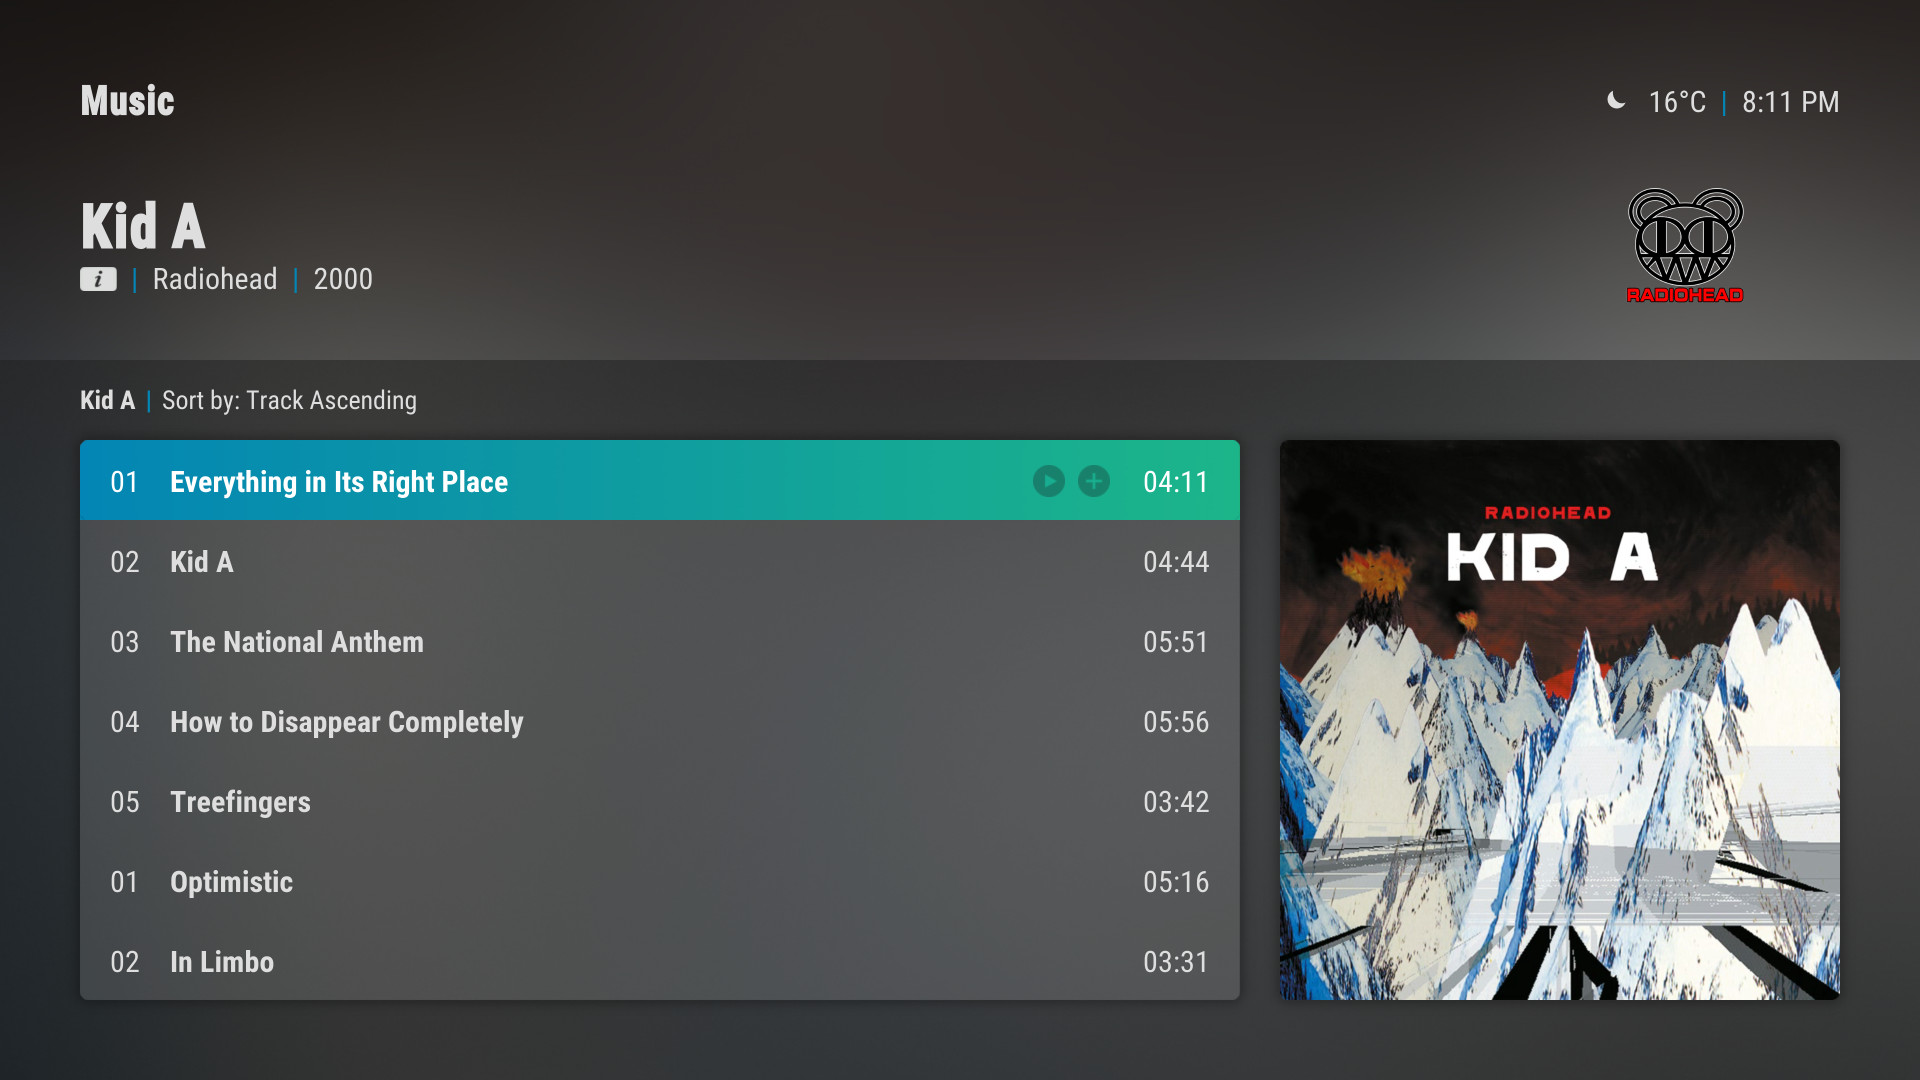 Music
16°C | 8:11 PM
Kid A
i | Radiohead | 2000
RADIOHEAD
Kid A | Sort by: Track Ascending
01 Everything in Its Right Place 04:11
02 Kid A 04:44
03 The National Anthem 05:51
04 How to Disappear Completely 05:56
05 Treefingers 03:42
01 Optimistic 05:16
02 In Limbo 03:31
RADIOHEAD
KID A